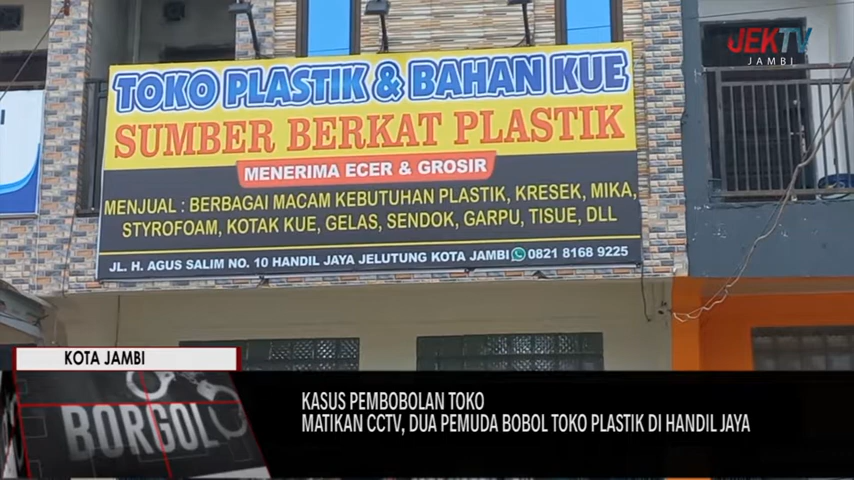 JEKTV
JAMBI
TOKO PLASTIK & BAHAN KUE
SUMBER BERKAT PLASTIK
MENERIMA ECER & GROSIR
MENJUAL : BERBAGAI MACAM KEBUTUHAN PLASTIK, KRESEK, MIKA,
STYROFOAM, KOTAK KUE, GELAS, SENDOK, GARPU, TISUE, DLL
JL. H. AGUS SALIM NO. 10 HANDIL JAYA JELUTUNG KOTA JAMBI 0821 8168 9225
KOTA JAMBI
BORGOL
KASUS PEMBOBOLAN TOKO
MATIKAN CCTV, DUA PEMUDA BOBOL TOKO PLASTIK DI HANDIL JAYA